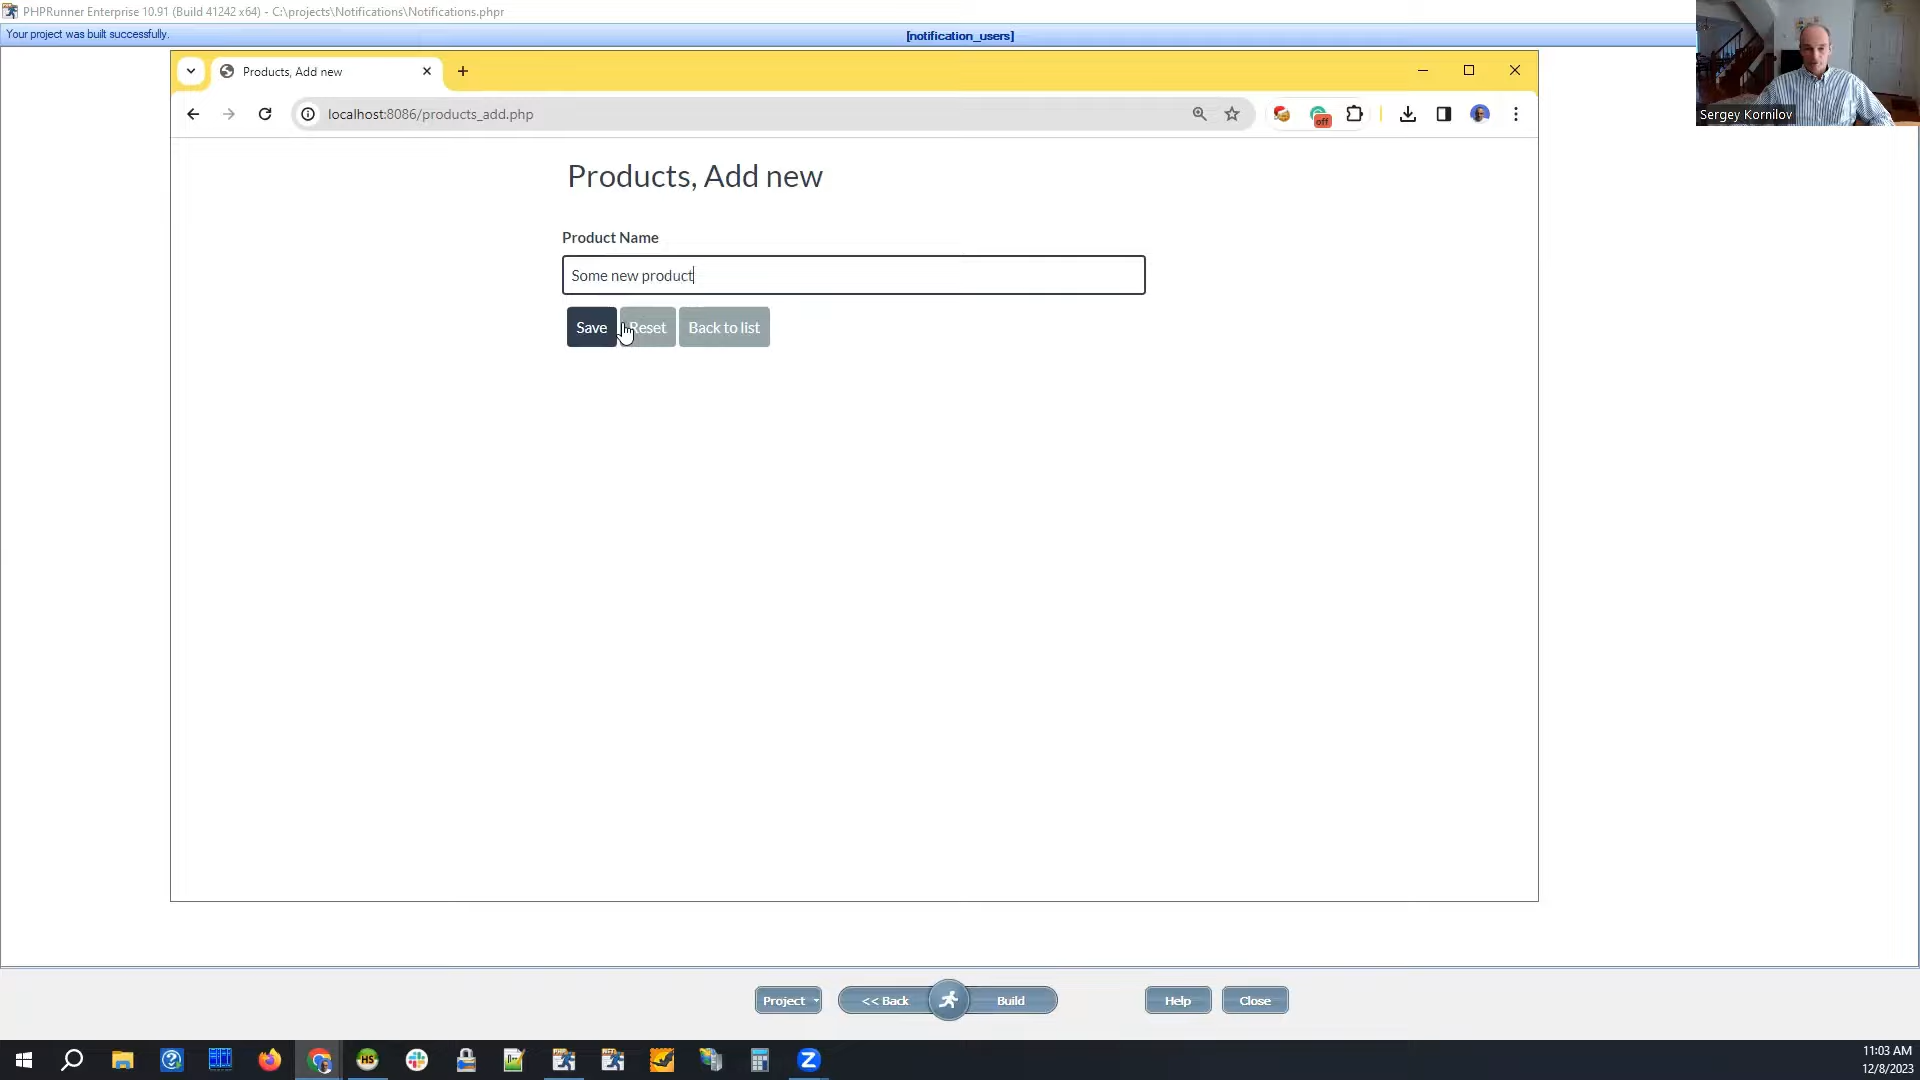 PHPRunner Enterprise 10.91 (Build 41242 x64) - C:\projects\Notifications\Notifications.phpr
Your project was built successfully.
[notification_users]
Sergey Kornilov
Products, Add new
localhost:8086/products_add.php
off
Products, Add new
Product Name
Some new product
Save
Reset
Back to list
Project
<< Back
Build
Help
Close
HS
11:03 AM
12/8/2023